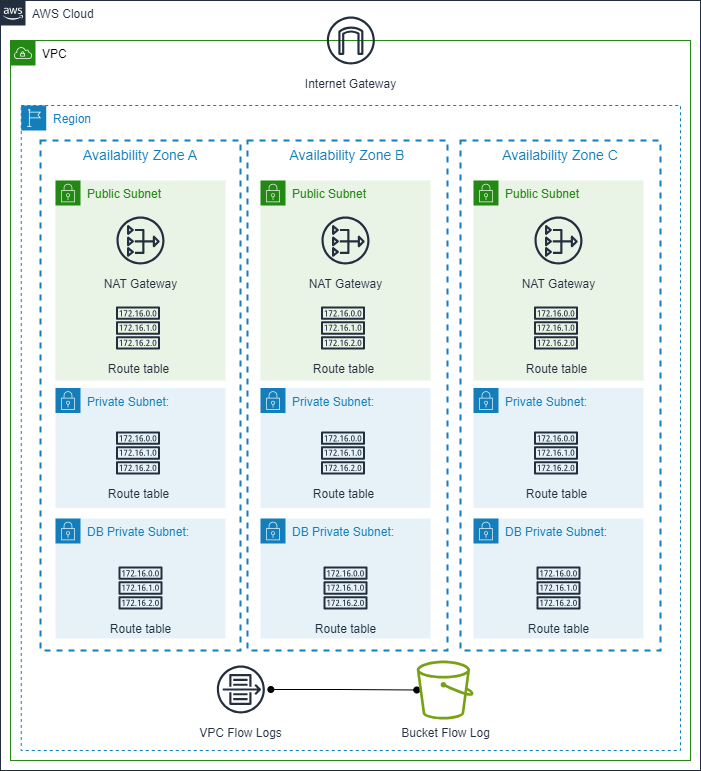 aws
AWS Cloud
VPC
Internet Gateway
Region
Availability Zone A
Availability Zone B
Availability Zone C
Public Subnet
Public Subnet
Public Subnet
NAT Gateway
NAT Gateway
NAT Gateway
172.16.0.0
172.16.1.0
172.16.2.0
172.16.0.0
172.16.1.0
172.16.2.0
172.16.0.0
172.16.1.0
172.16.2.0
Route table
Route table
Route table
Private Subnet:
Private Subnet:
Private Subnet:
172.16.0.0
172.16.1.0
172.16.2.0
172.16.0.0
172.16.1.0
172.16.2.0
172.16.0.0
172.16.1.0
172.16.2.0
Route table
Route table
Route table
DB Private Subnet:
DB Private Subnet:
DB Private Subnet:
172.16.0.0
172.16.1.0
172.16.2.0
172.16.0.0
172.16.1.0
172.16.2.0
172.16.0.0
172.16.1.0
172.16.2.0
Route table
Route table
Route table
VPC Flow Logs
Bucket Flow Log